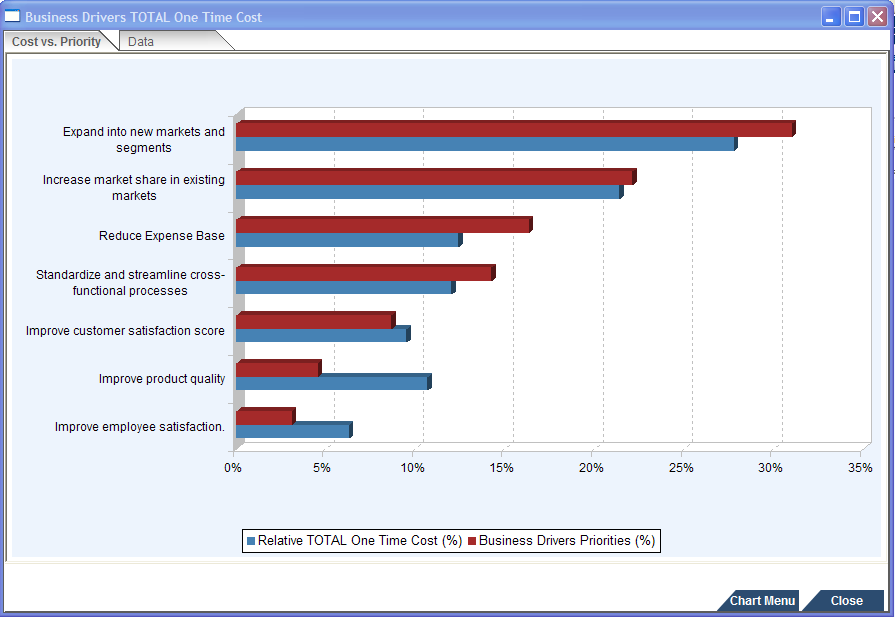 Business Drivers TOTAL One Time Cost
Cost vs. Priority
Data
Expand into new markets and
segments
Increase market share in existing
markets
Reduce Expense Base
Standardize and streamline cross-
functional processes
Improve customer satisfaction score
Improve product quality
Improve employee satisfaction.
0% 5% 10% 15% 20% 25% 30% 35%
Relative TOTAL One Time Cost (%) Business Drivers Priorities (%)
Chart Menu Close